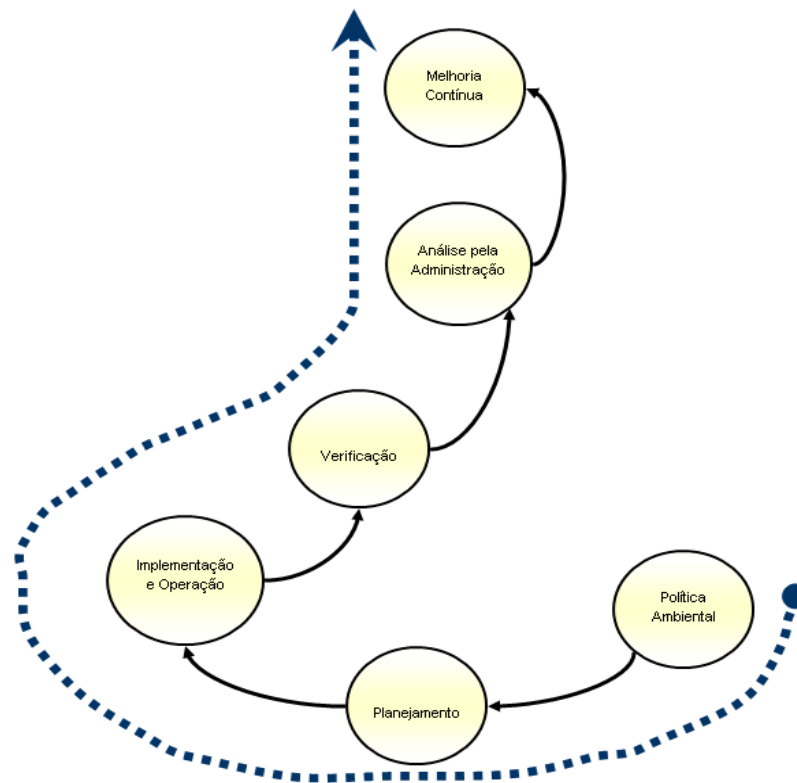 Melhoria
Contínua
Análise pela
Administração
Verificação
Implementação
e Operação
Política
Ambiental
Planejamento